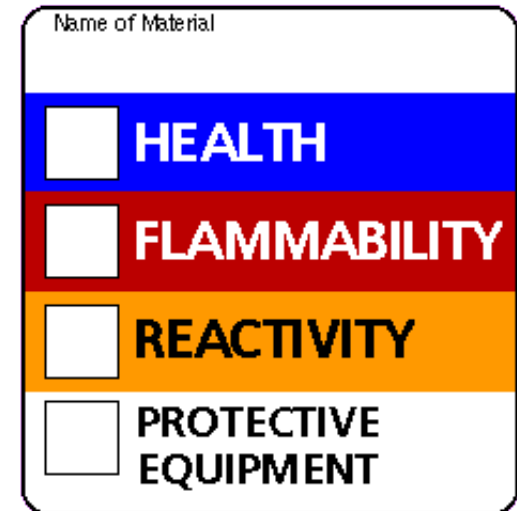 Name of Material
HEALTH
FLAMMABILITY
REACTIVITY
PROTECTIVE
EQUIPMENT